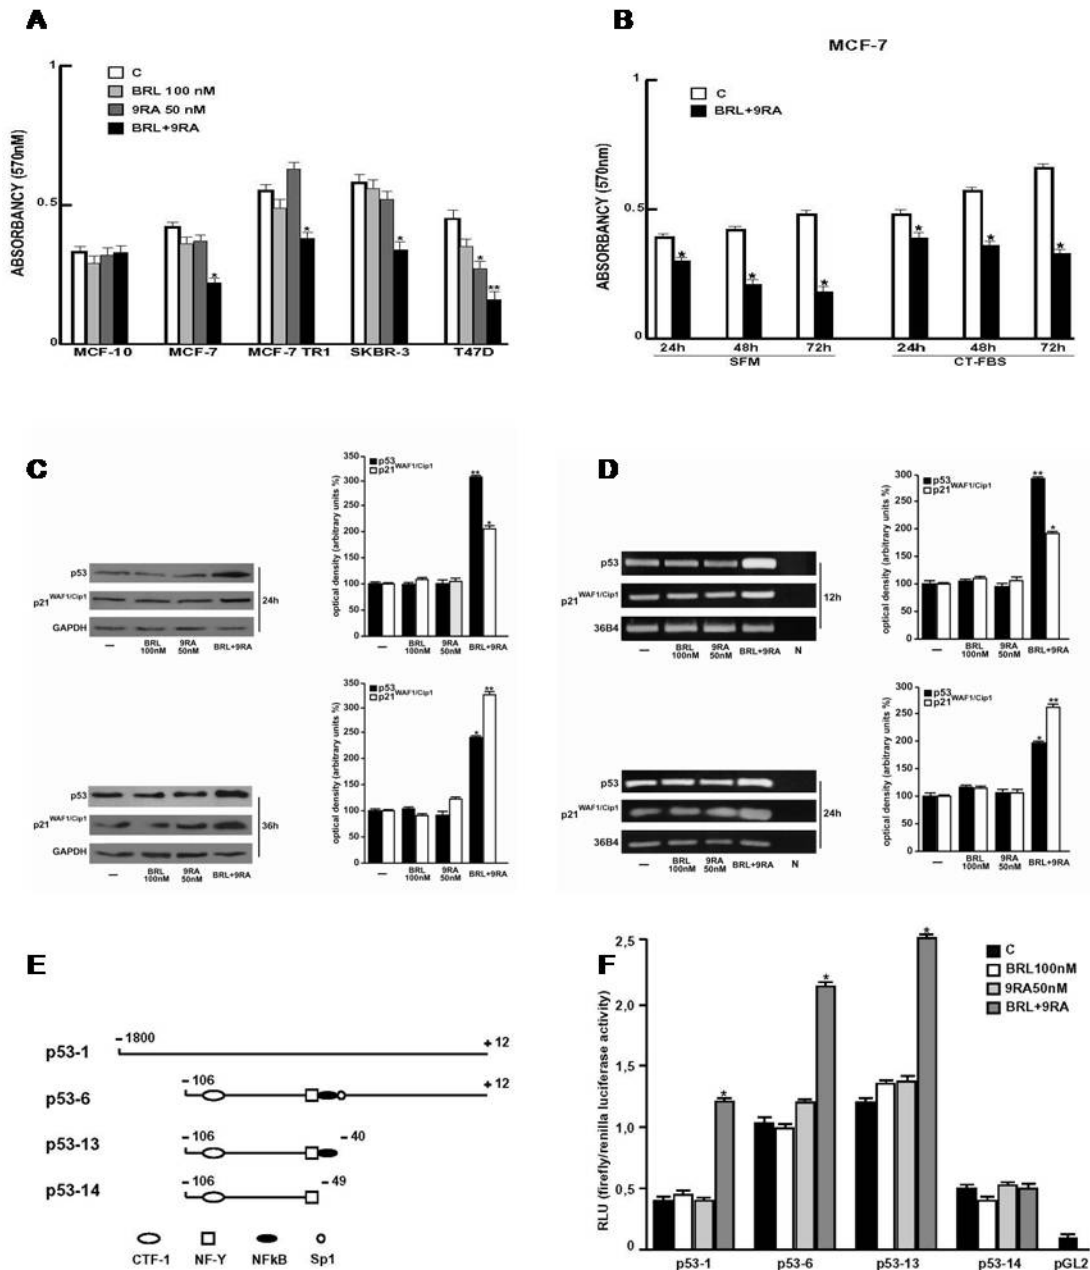 A
C
BRL 100 nM
9RA 50 nM
BRL+9RA
ABSORBANCY (570nM)
1
0.5
0
*
*
*
*
**
MCF-10 MCF-7 MCF-7 TR1 SKBR-3 T47D
B
MCF-7
C
BRL+9RA
ABSORBANCY (570nm)
1
0.5
0
* * * * * *
24h 48h 72h 24h 48h 72h
SFM CT-FBS
C
p53
p21WAF1/Cip1
GAPDH
24h
— BRL 100nM 9RA 50nM BRL+9RA
optical density (arbitrary units %)
350
300
250
200
150
100
50
0
p53
p21WAF1/Cip1
**
*
— BRL 100nM 9RA 50nM BRL+9RA
p53
p21WAF1/Cip1
GAPDH
36h
— BRL 100nM 9RA 50nM BRL+9RA
optical density (arbitrary units %)
350
300
250
200
150
100
50
0
p53
p21WAF1/Cip1
*
**
— BRL 100nM 9RA 50nM BRL+9RA
D
p53
p21WAF1/Cip1
36B4
12h
— BRL 100nM 9RA 50nM BRL+9RA N
optical density (arbitrary units %)
300
250
200
150
100
50
0
p53
p21WAF1/Cip1
**
*
— BRL 100nM 9RA 50nM BRL+9RA
p53
p21WAF1/Cip1
36B4
24h
— BRL 100nM 9RA 50nM BRL+9RA N
optical density (arbitrary units %)
300
250
200
150
100
50
0
p53
p21WAF1/Cip1
*
**
— BRL 100nM 9RA 50nM BRL+9RA
E
p53-1 – 1800 + 12
p53-6 – 106 + 12
p53-13 – 106 – 40
p53-14 – 106 – 49
CTF-1 NF-Y NFkB Sp1
F
RLU (firefly/renilla luciferase activity)
2,5
2,0
1,5
1,0
0,5
0
C
BRL100nM
9RA50nM
BRL+9RA
*
*
*
p53-1 p53-6 p53-13 p53-14 pGL2